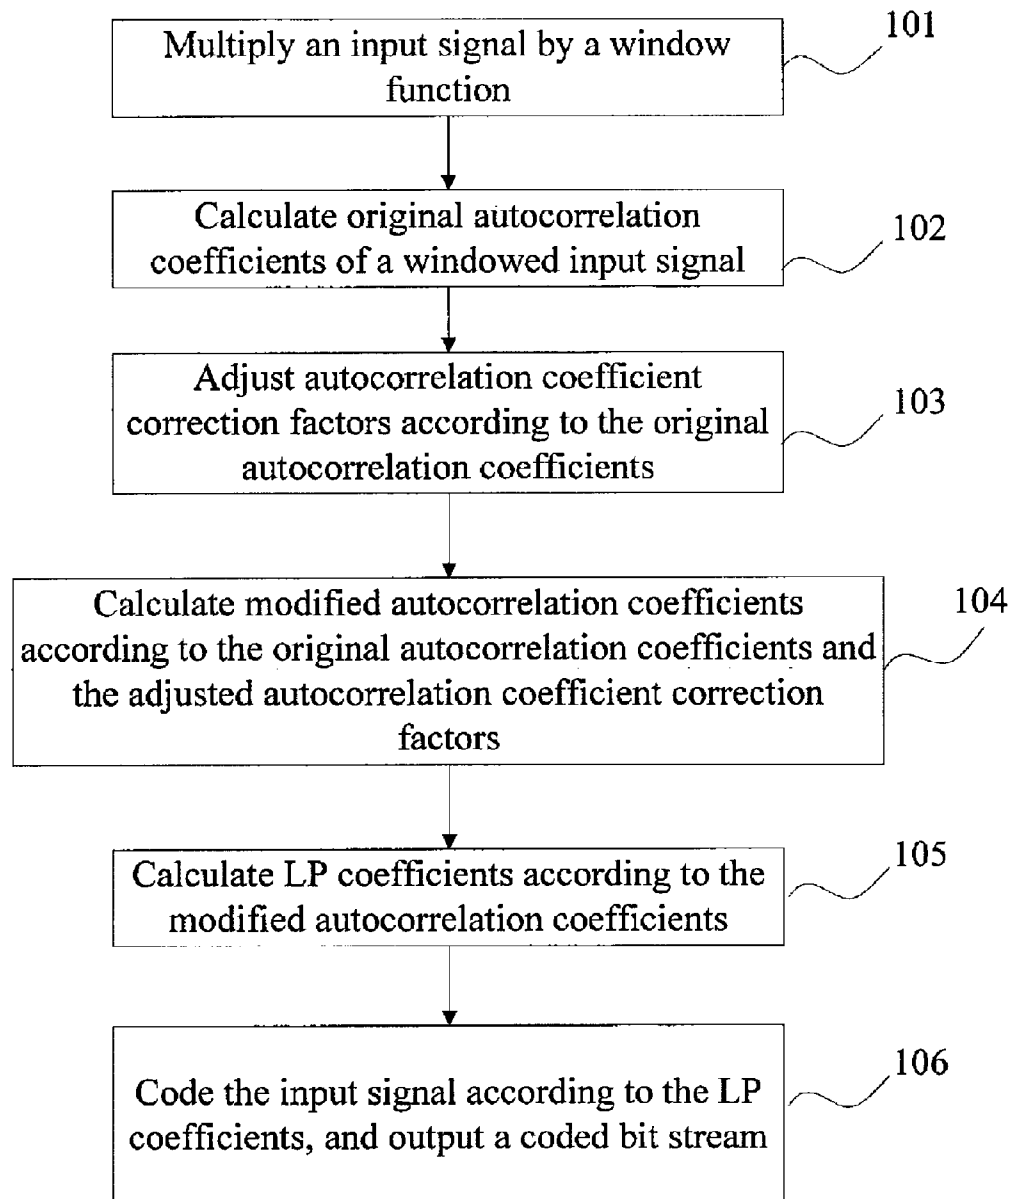 Multiply an input signal by a window
function
101
Calculate original autocorrelation
coefficients of a windowed input signal
102
Adjust autocorrelation coefficient
correction factors according to the original
autocorrelation coefficients
103
Calculate modified autocorrelation coefficients
according to the original autocorrelation coefficients and
the adjusted autocorrelation coefficient correction
factors
104
Calculate LP coefficients according to the
modified autocorrelation coefficients
105
Code the input signal according to the LP
coefficients, and output a coded bit stream
106